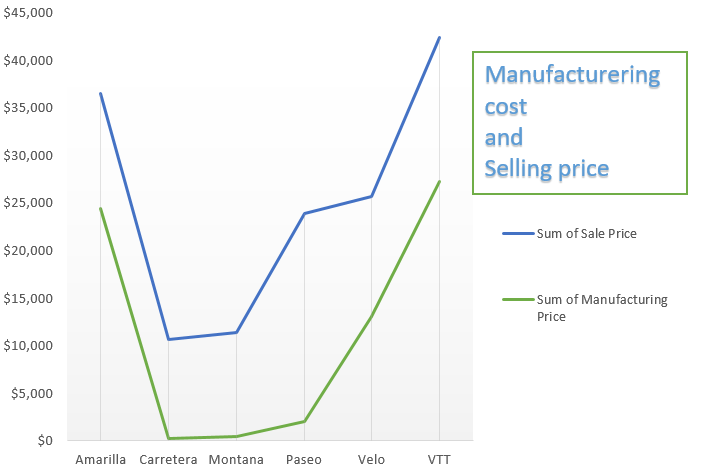 $45,000
$40,000
$35,000
$30,000
$25,000
$20,000
$15,000
$10,000
$5,000
$0
Amarilla Carretera Montana Paseo Velo VTT
Manufacturering
cost
and
Selling price
Sum of Sale Price
Sum of Manufacturing
Price